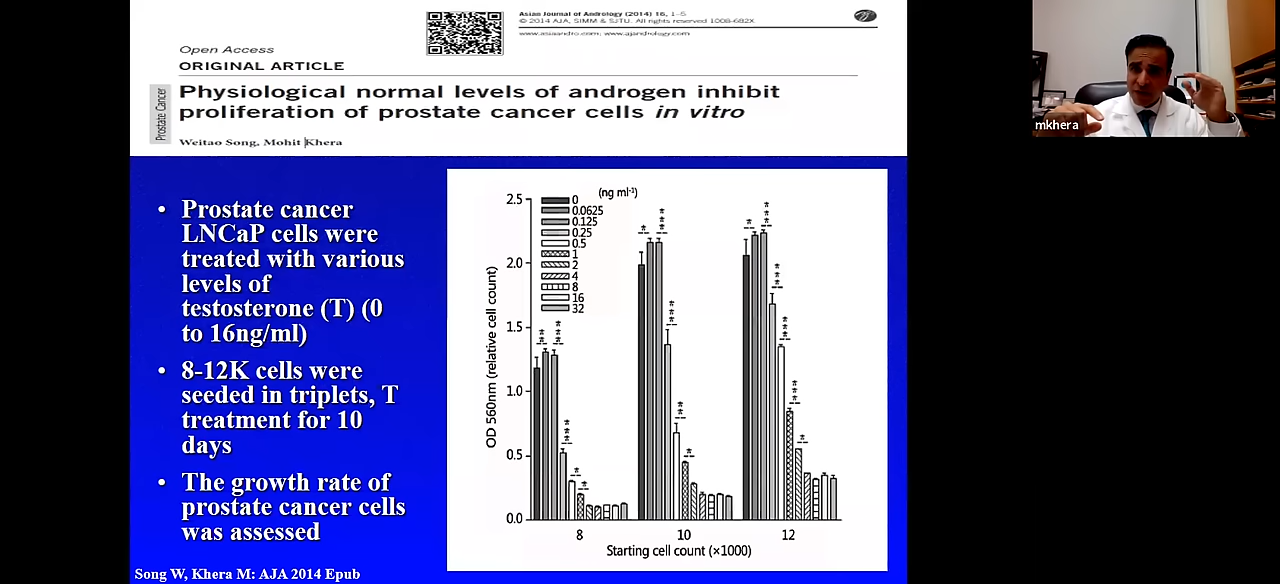 Asian Journal of Andrology (2014) 16, 1–5
© 2014 AJA, SIMM & SJTU. All rights reserved 1008-682X
www.asiaandro.com; www.ajandrology.com
Open Access
ORIGINAL ARTICLE
Prostate Cancer
Physiological normal levels of androgen inhibit
proliferation of prostate cancer cells in vitro
Weitao Song, Mohit Khera
mkhera
• Prostate cancer
LNCaP cells were
treated with various
levels of
testosterone (T) (0
to 16ng/ml)
• 8-12K cells were
seeded in triplets, T
treatment for 10
days
• The growth rate of
prostate cancer cells
was assessed
Song W, Khera M: AJA 2014 Epub
(ng ml-1)
0
0.0625
0.125
0.25
0.5
1
2
4
8
16
32
OD 560nm (relative cell count)
2.5
2.0
1.5
1.0
0.5
0.0
8 10 12
Starting cell count (×1000)